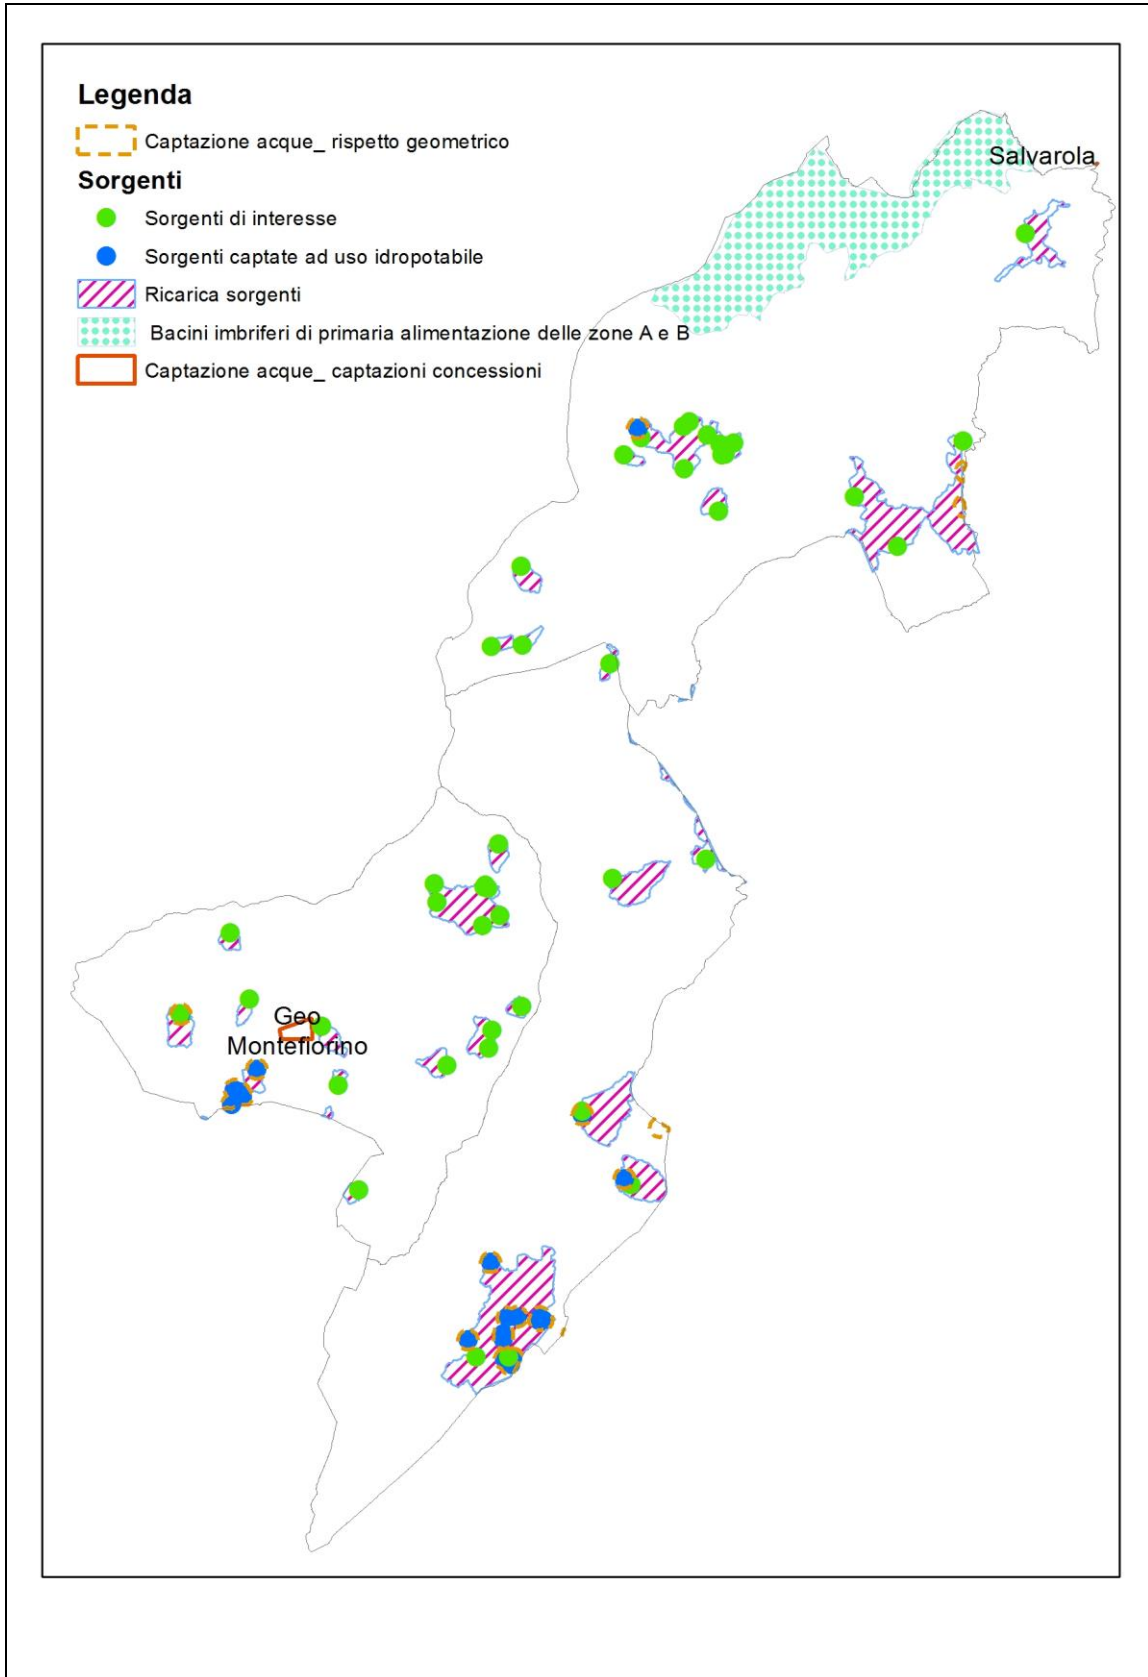 Legenda
Captazione acque_ rispetto geometrico
Sorgenti
Sorgenti di interesse
Sorgenti captate ad uso idropotabile
Ricarica sorgenti
Bacini imbriferi di primaria alimentazione delle zone A e B
Captazione acque_ captazioni concessioni
Salvarola
Geo
Montefiorino